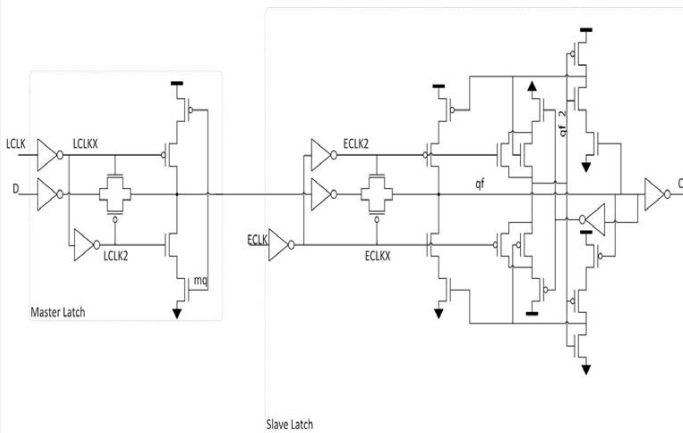 LCLK
LCLKX
D
LCLK2
mq
Master Latch
ECLK2
ECLK
ECLKX
qf
qf_2
Slave Latch